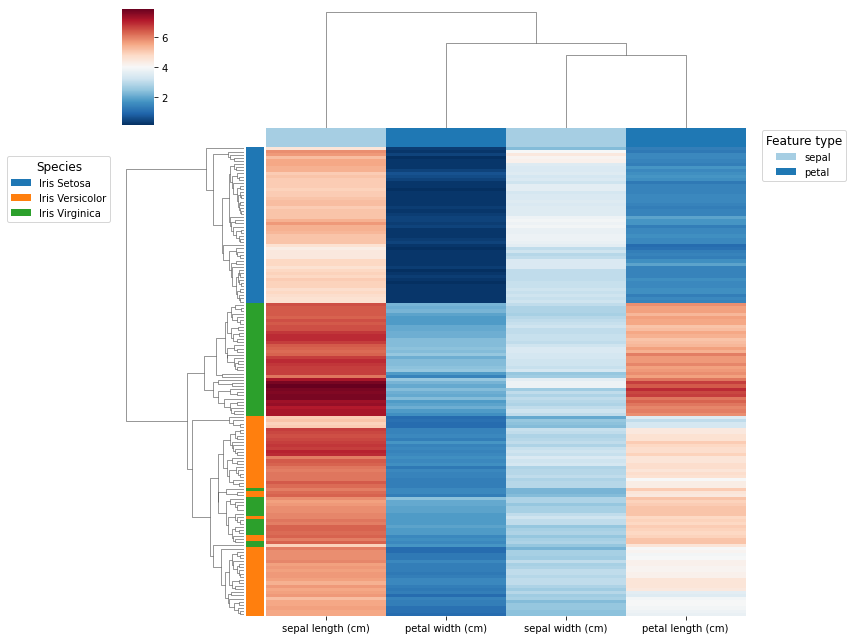 6
4
2
Feature type
sepal
petal
Species
Iris Setosa
Iris Versicolor
Iris Virginica
sepal length (cm)
petal width (cm)
sepal width (cm)
petal length (cm)